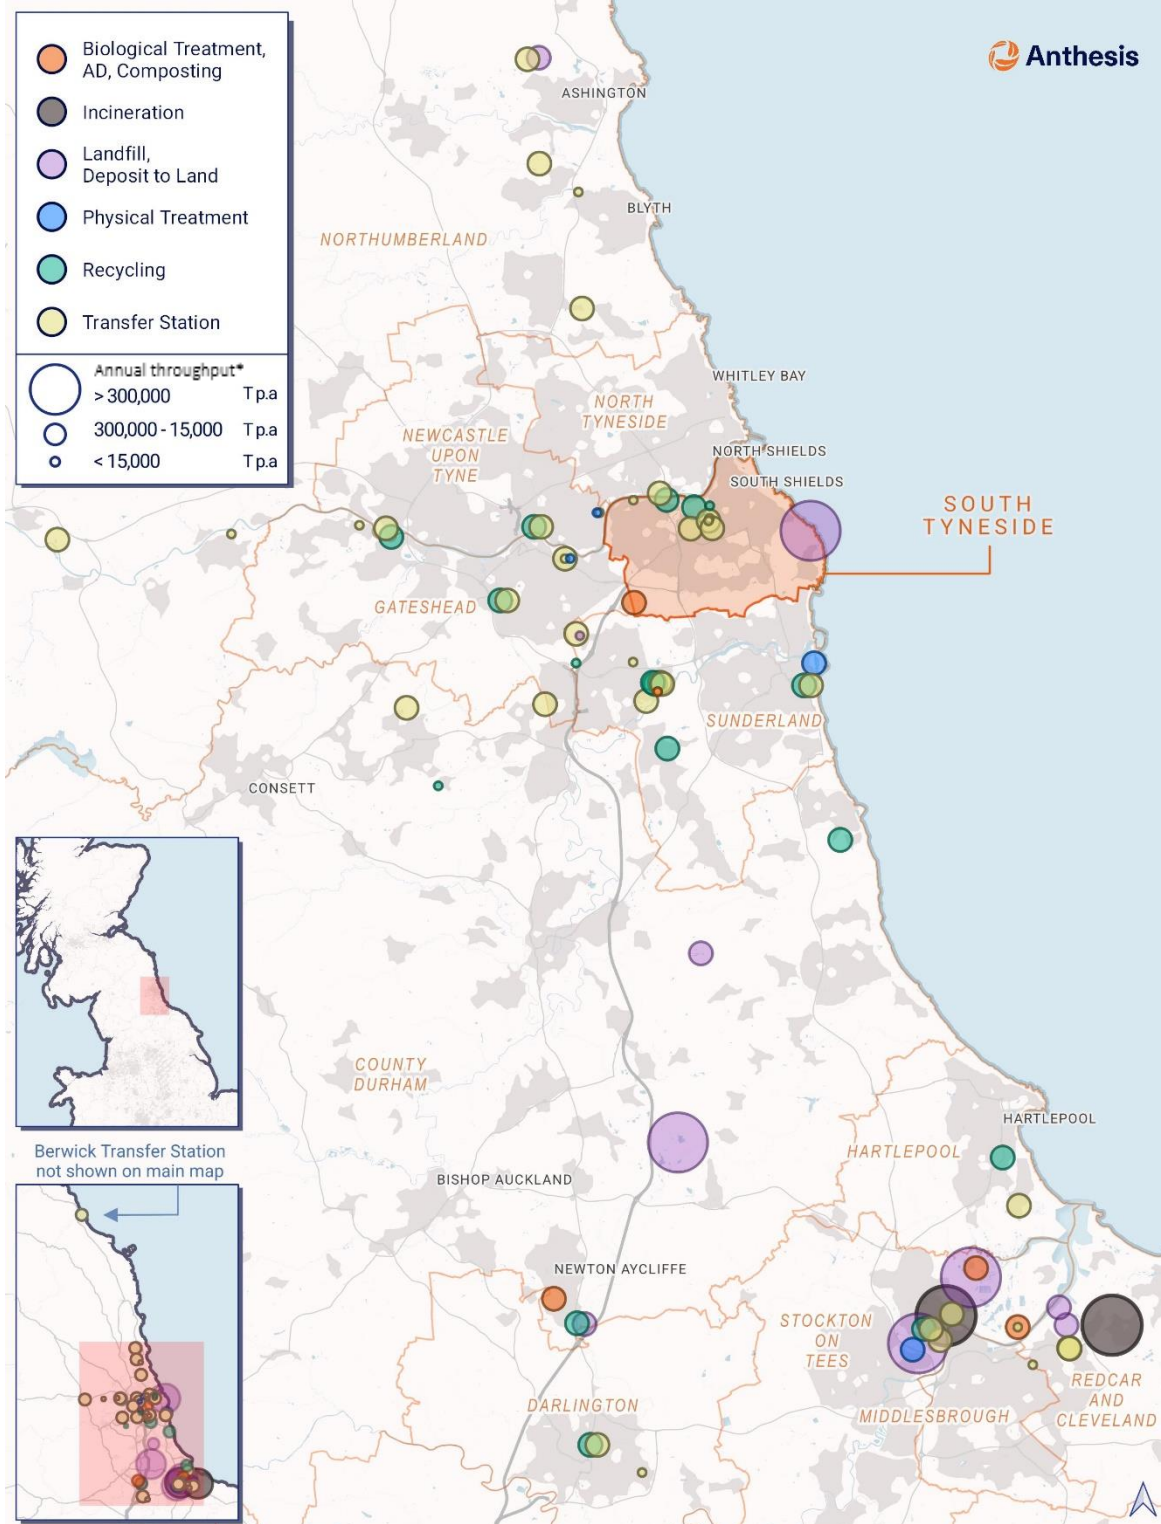 Biological Treatment,
AD, Composting
Incineration
Landfill,
Deposit to Land
Physical Treatment
Recycling
Transfer Station
Annual throughput*
> 300,000 T p.a
300,000 - 15,000 T p.a
< 15,000 T p.a
Anthesis
ASHINGTON
BLYTH
NORTHUMBERLAND
WHITLEY BAY
NORTH
TYNESIDE
NEWCASTLE
UPON
TYNE
NORTH SHIELDS
SOUTH SHIELDS
SOUTH
TYNESIDE
GATESHEAD
SUNDERLAND
CONSETT
COUNTY
DURHAM
HARTLEPOOL
HARTLEPOOL
Berwick Transfer Station
not shown on main map
BISHOP AUCKLAND
NEWTON AYCLIFFE
STOCKTON
ON
TEES
DARLINGTON
MIDDLESBROUGH
REDCAR
AND
CLEVELAND